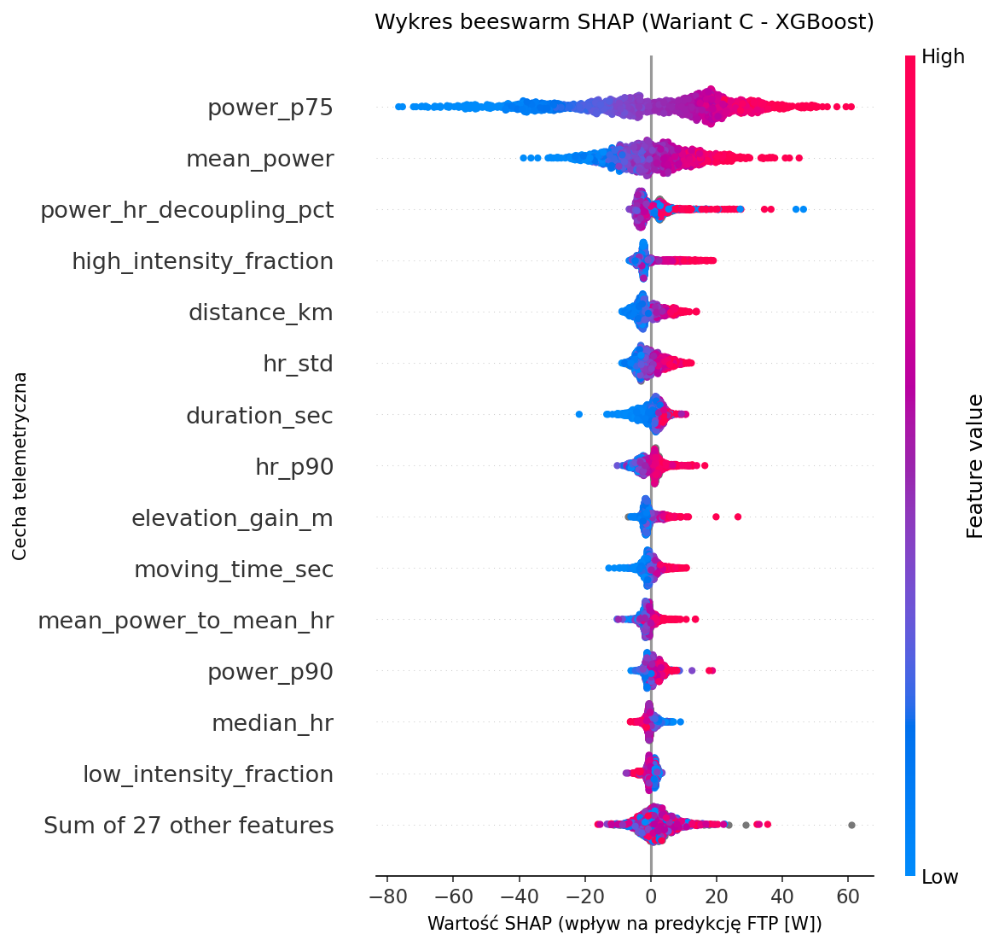 Wykres beeswarm SHAP (Wariant C - XGBoost)
High
power_p75
mean_power
power_hr_decoupling_pct
high_intensity_fraction
distance_km
hr_std
duration_sec
hr_p90
elevation_gain_m
moving_time_sec
mean_power_to_mean_hr
power_p90
median_hr
low_intensity_fraction
Sum of 27 other features
Cecha telemetryczna
Feature value
Low
−80 −60 −40 −20 0 20 40 60
Wartość SHAP (wpływ na predykcję FTP [W])